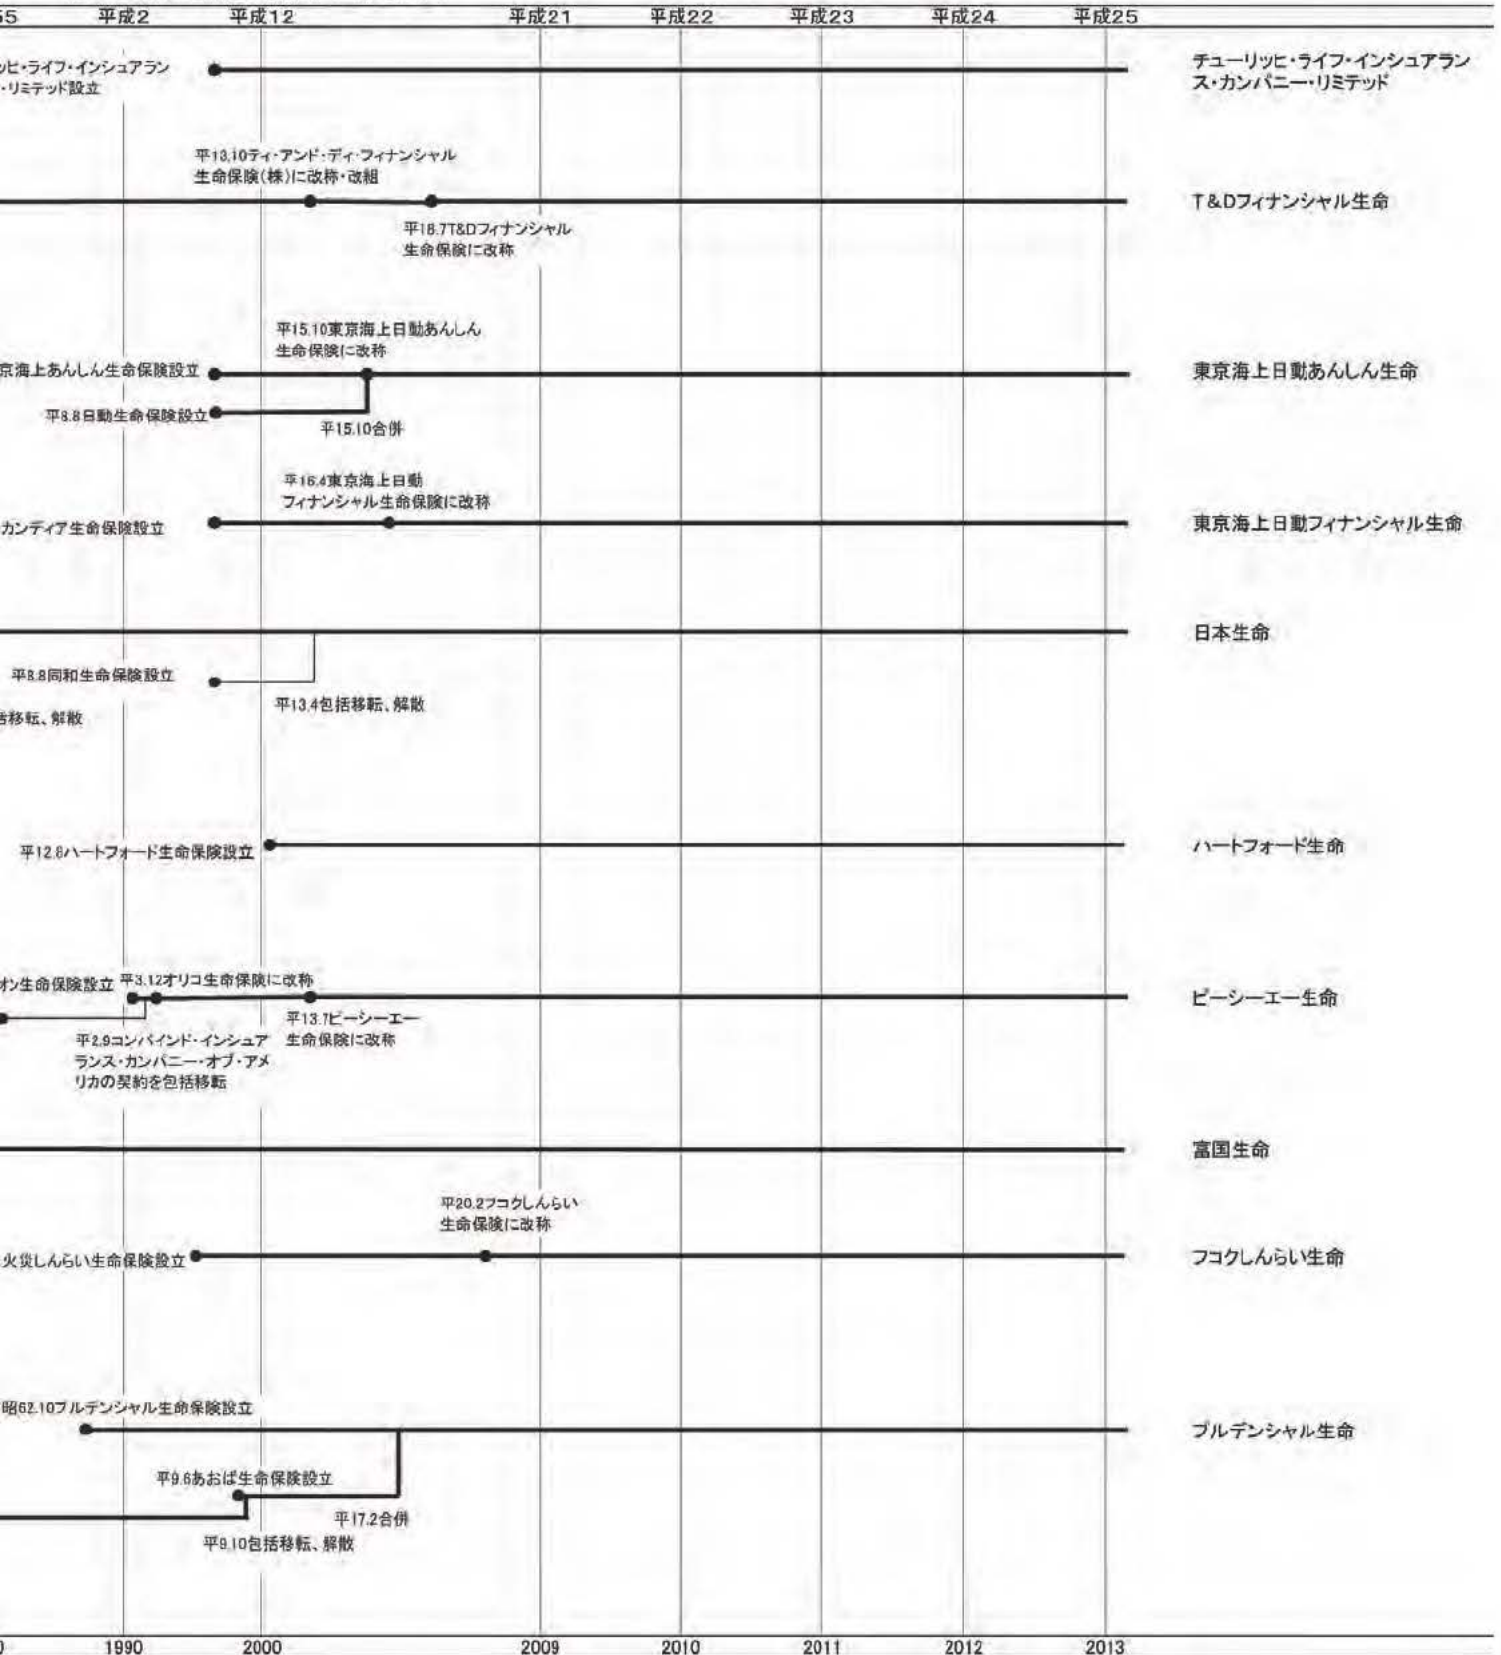 55 平成2 平成12 平成21 平成22 平成23 平成24 平成25
ッヒ・ライフ・インシュアラン
・リミテッド設立
チューリッヒ・ライフ・インシュアラン
ス・カンパニー・リミテッド
平13.10ティ・アンド・ディ・フィナンシャル
生命保険(株)に改称・改組
T&Dフィナンシャル生命
平18.7T&Dフィナンシャル
生命保険に改称
平15.10東京海上日動あんしん
生命保険に改称
京海上あんしん生命保険設立
東京海上日動あんしん生命
平8.8日動生命保険設立
平15.10合併
平16.4東京海上日動
フィナンシャル生命保険に改称
カンディア生命保険設立
東京海上日動フィナンシャル生命
日本生命
平8.8同和生命保険設立
平13.4包括移転、解散
括移転、解散
平12.8ハートフォード生命保険設立
ハートフォード生命
オン生命保険設立
平3.12オリコ生命保険に改称
ピーシーエー生命
平13.7ピーシーエー
生命保険に改称
平2.9コンバインド・インシュア
ランス・カンパニー・オブ・アメ
リカの契約を包括移転
富国生命
平20.2フコクしんらい
生命保険に改称
火災しんらい生命保険設立
フコクしんらい生命
昭62.10プルデンシャル生命保険設立
プルデンシャル生命
平9.6あおば生命保険設立
平17.2合併
平9.10包括移転、解散
0 1990 2000 2009 2010 2011 2012 2013